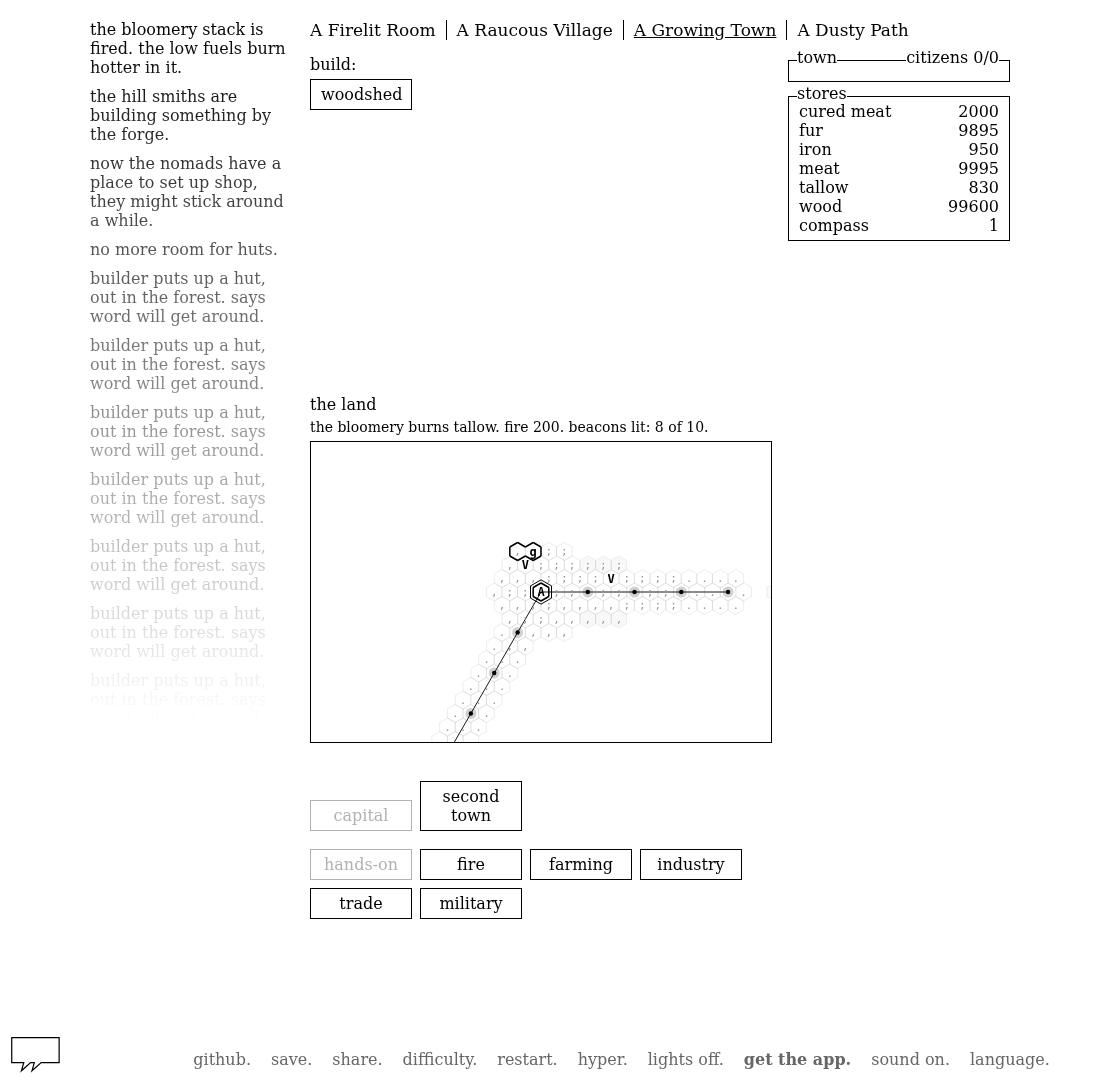 the bloomery stack is
fired. the low fuels burn
hotter in it.
the hill smiths are
building something by
the forge.
now the nomads have a
place to set up shop,
they might stick around
a while.
no more room for huts.
builder puts up a hut,
out in the forest. says
word will get around.
builder puts up a hut,
out in the forest. says
word will get around.
builder puts up a hut,
out in the forest. says
word will get around.
builder puts up a hut,
out in the forest. says
word will get around.
builder puts up a hut,
out in the forest. says
word will get around.
builder puts up a hut,
out in the forest. says
word will get around.
builder puts up a hut,
out in the forest. says
A Firelit Room | A Raucous Village | A Growing Town | A Dusty Path
build:
woodshed
town citizens 0/0
stores
cured meat 2000
fur 9895
iron 950
meat 9995
tallow 830
wood 99600
compass 1
the land
the bloomery burns tallow. fire 200. beacons lit: 8 of 10.
g
V
V
A
capital
second
town
hands-on
fire
farming
industry
trade
military
github. save. share. difficulty. restart. hyper. lights off. get the app. sound on. language.